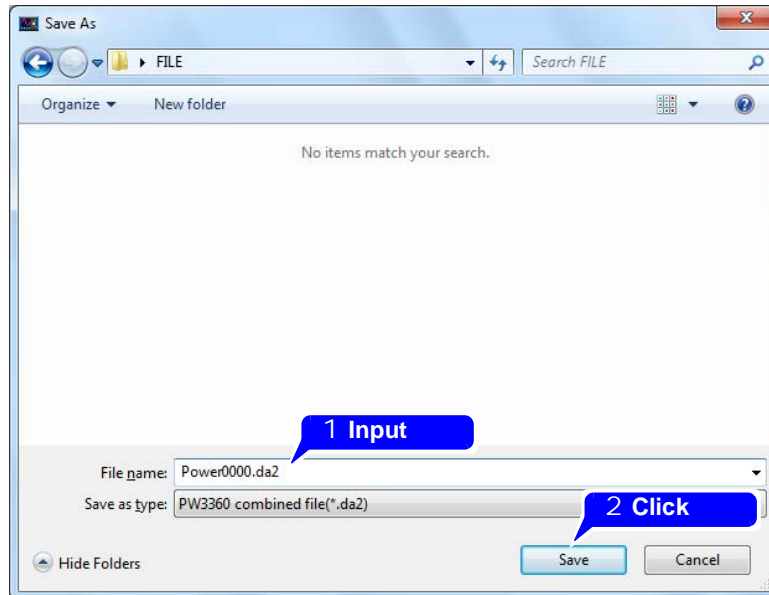 Save As
FILE
Search FILE
Organize
New folder
No items match your search.
1 Input
File name: Power0000.da2
Save as type: PW3360 combined file(*.da2)
2 Click
Hide Folders
Save
Cancel